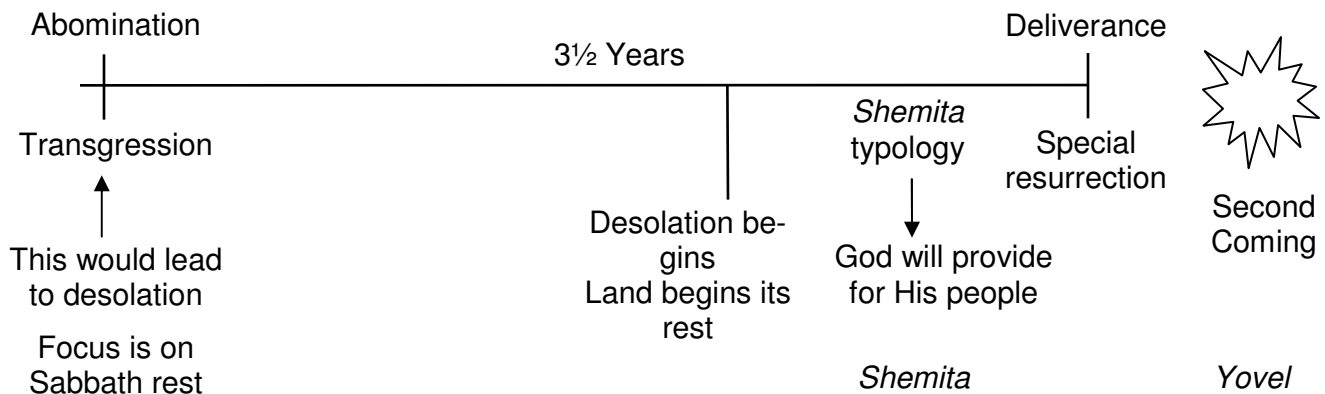 Abomination
3½ Years
Deliverance
Transgression
Shemita
typology
Special
resurrection
This would lead
to desolation
Desolation be-
gins
Land begins its
rest
God will provide
for His people
Second
Coming
Focus is on
Sabbath rest
Shemita
Yovel